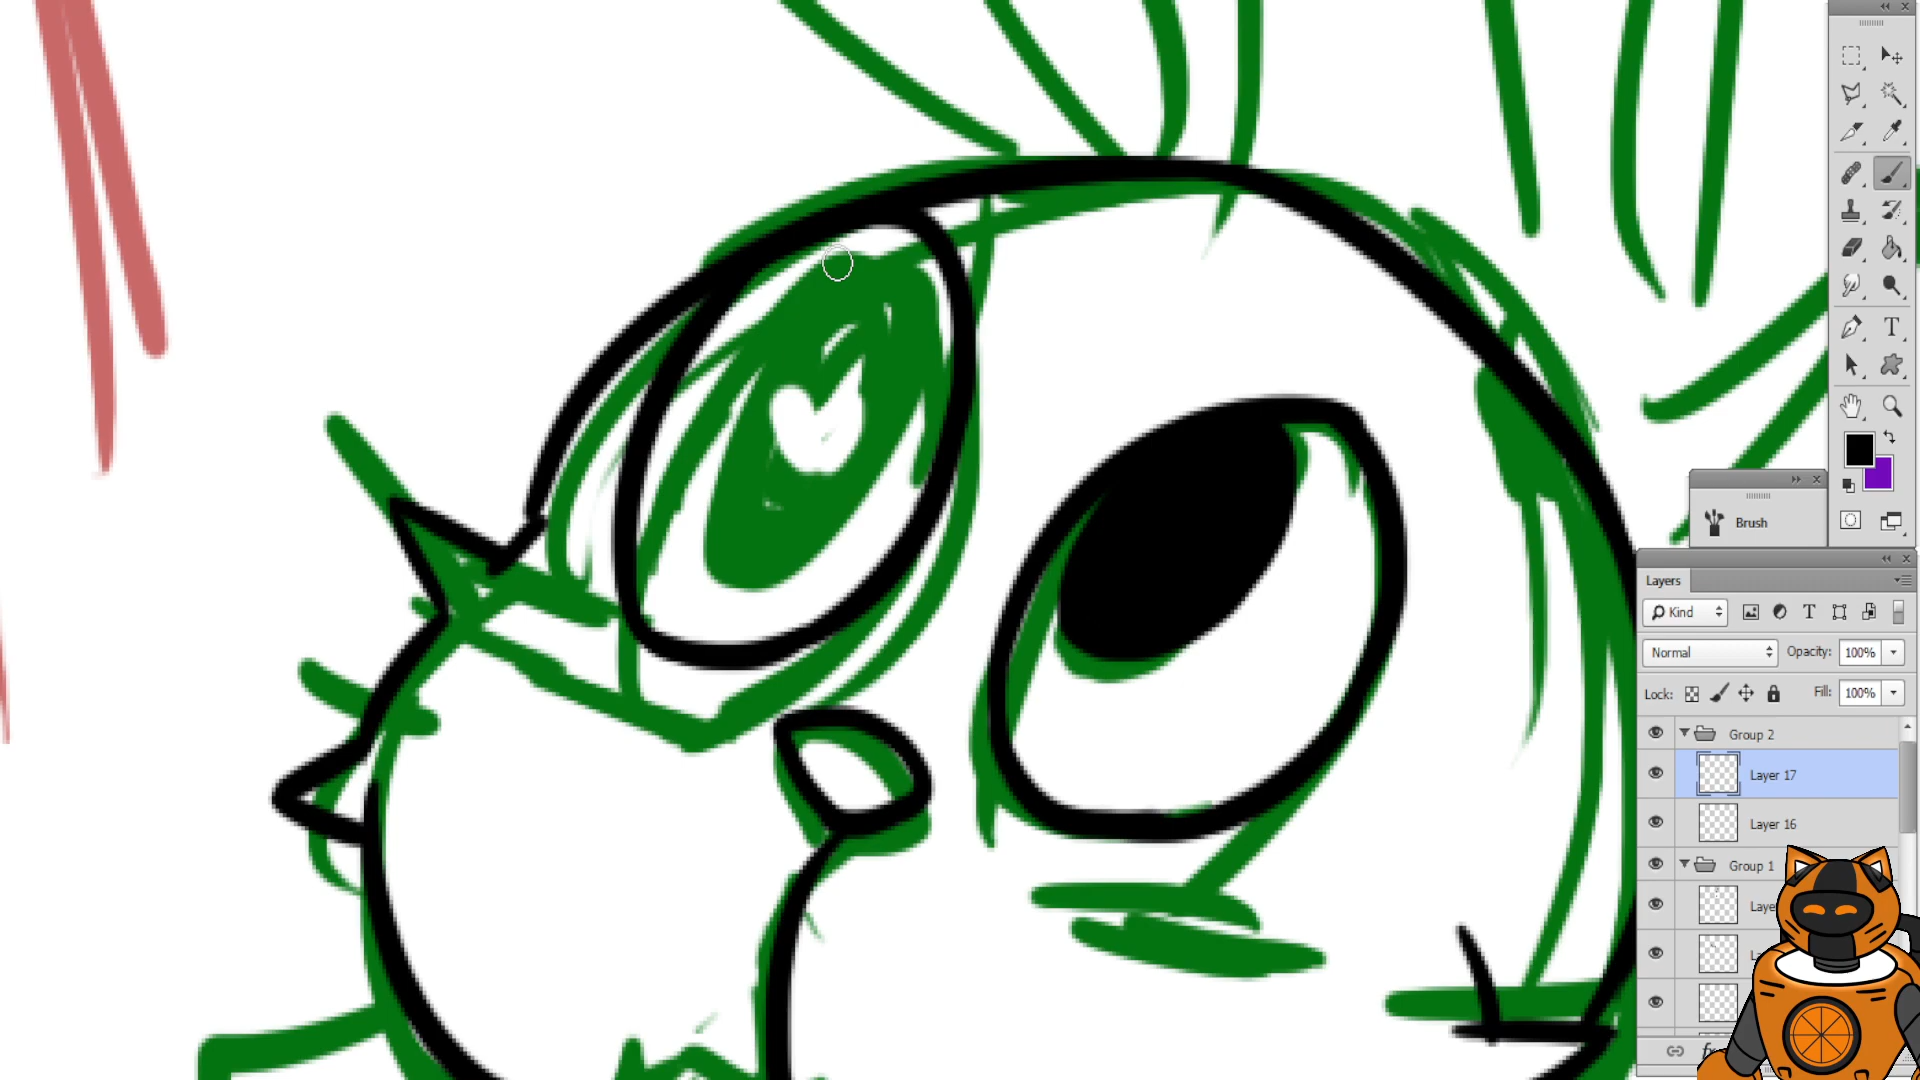 T
Brush
Layers
Kind
T
Normal
Opacity: 100%
Lock:
Fill: 100%
Group 2
Layer 17
Layer 16
Group 1